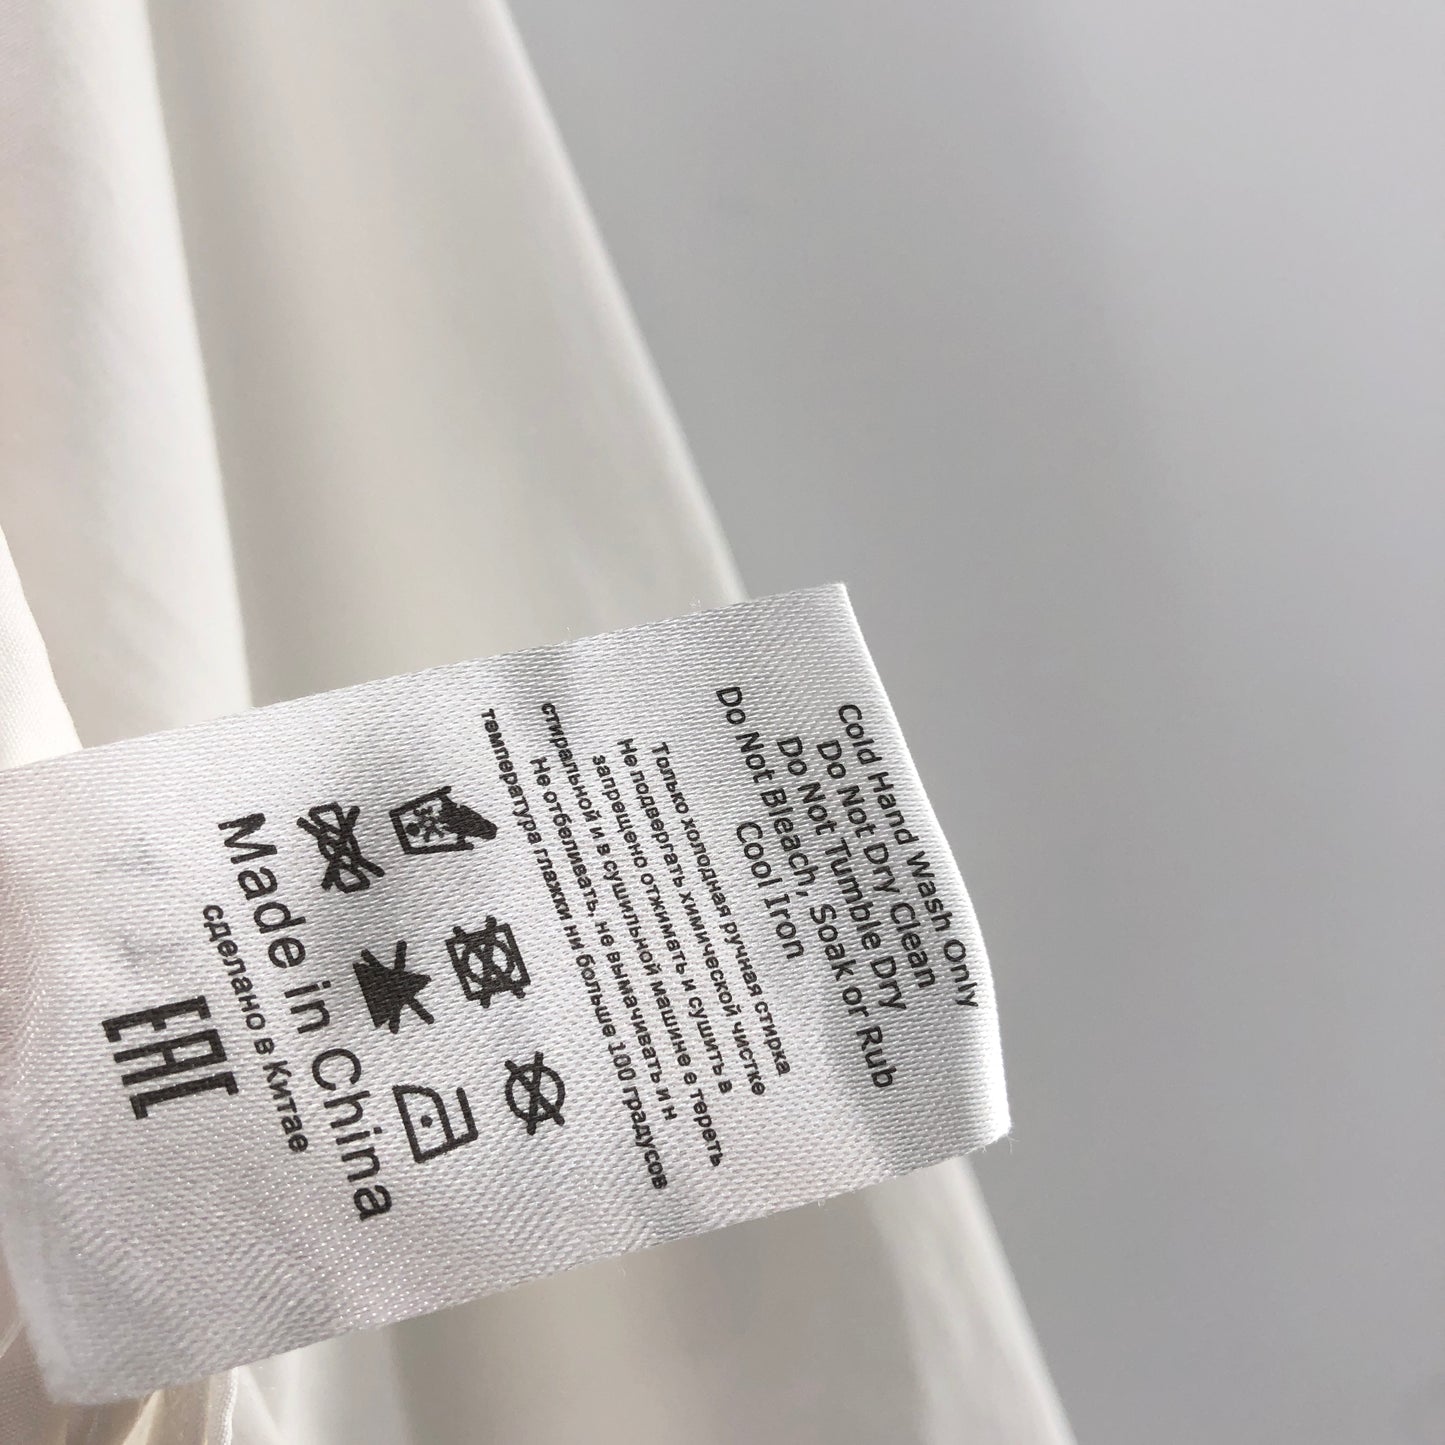 Cold Hand Wash Only
Do Not Dry Clean
Do Not Tumble Dry
Do Not Bleach, Soak or Rub
Cool Iron
Только холодная ручная стирка
Не подвергать химической чистке
запрещено отжимать и сушить в
стиральной и в сушильной машине е тереть
Не отбеливать, не вымачивать и н
температура глажки ни больше 100 градусов
Made in China
сделано в Китае
EAC